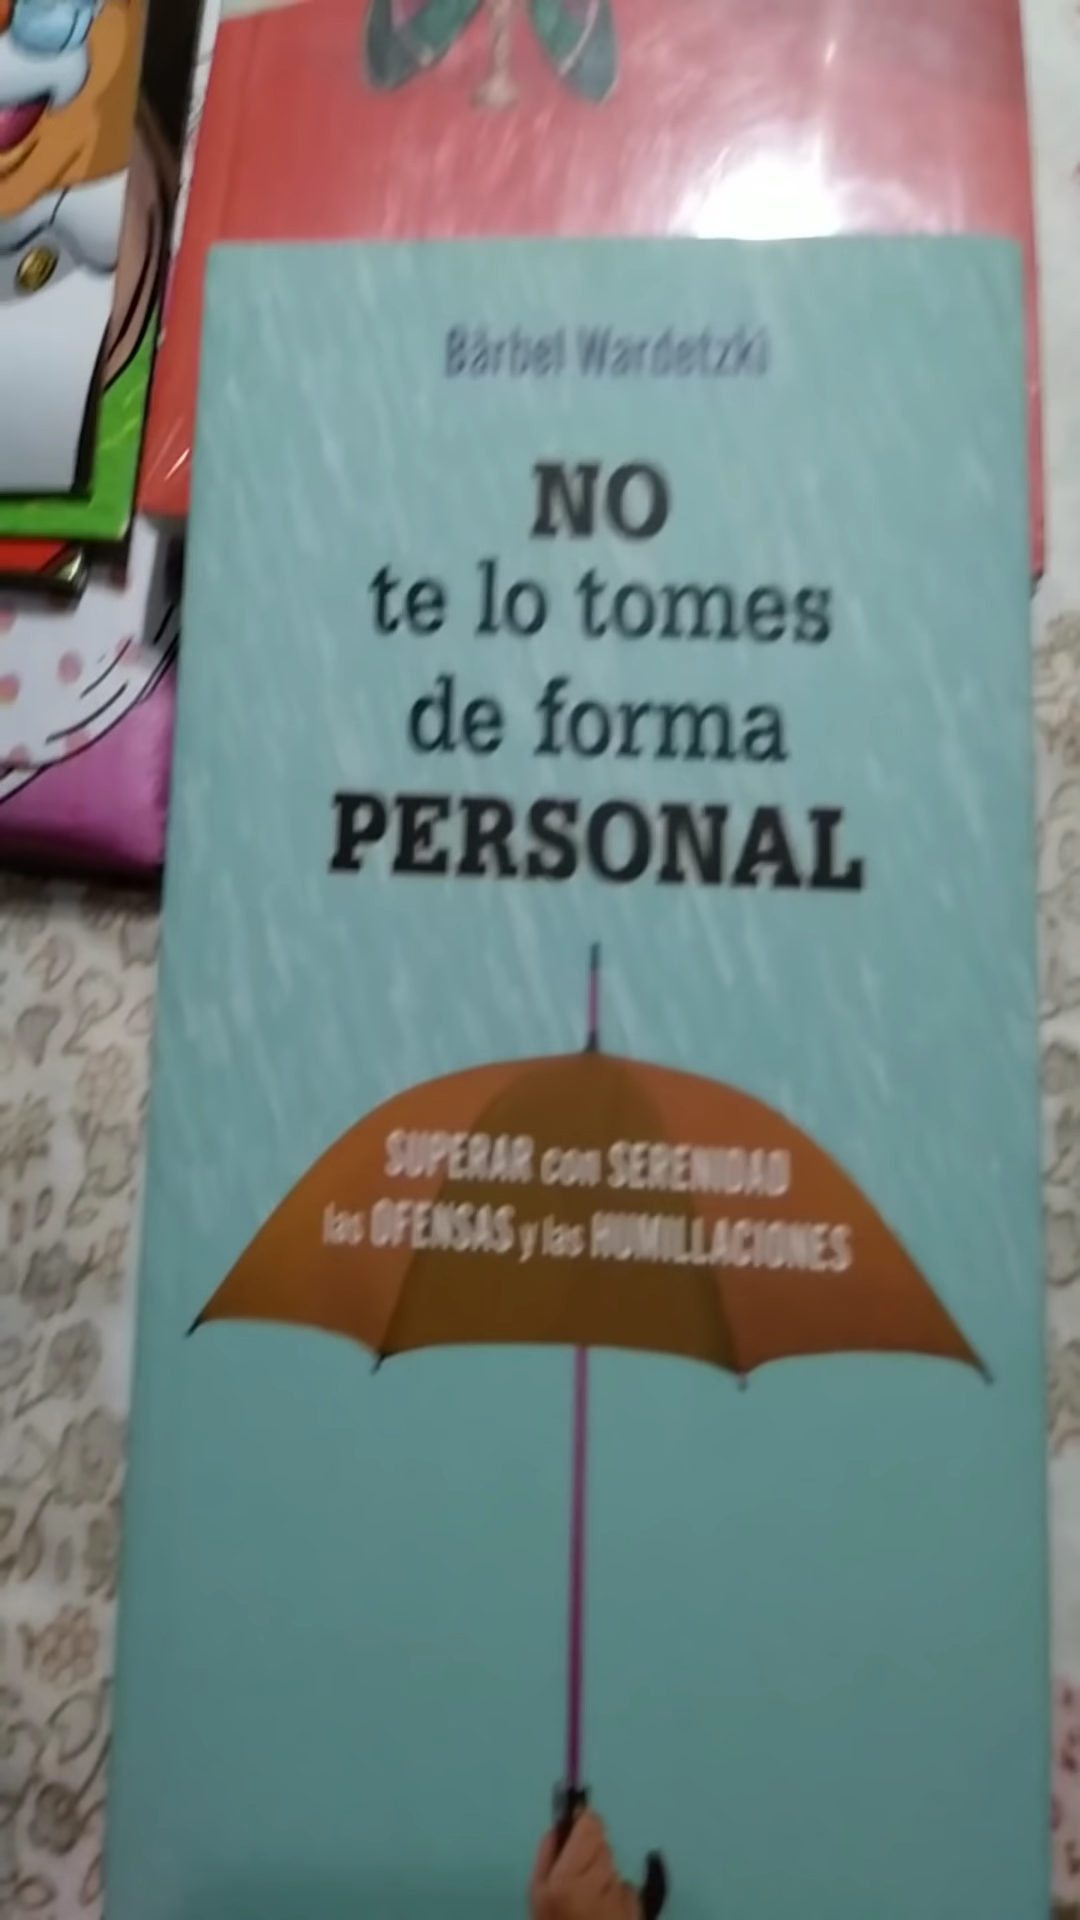 Bärbel Wardetzki
NO
te lo tomes
de forma
PERSONAL
SUPERAR con SERENIDAD
las OFENSAS y las HUMILLACIONES